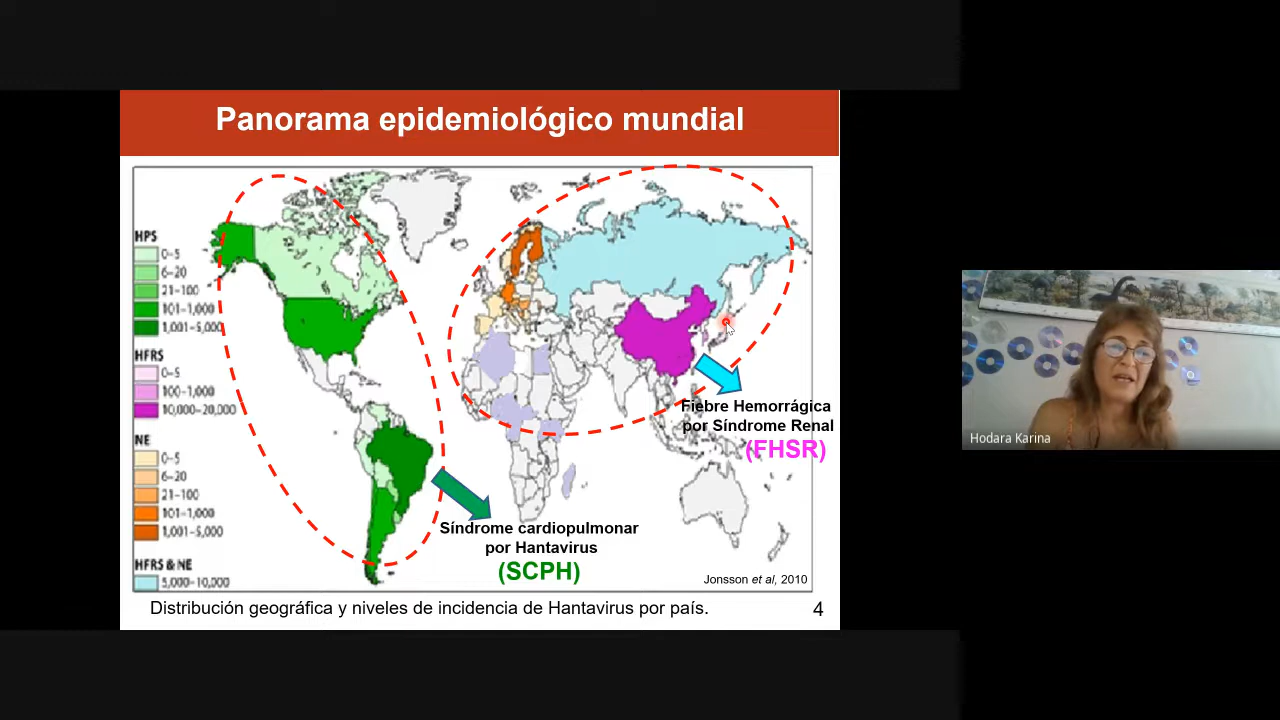 Panorama epidemiológico mundial
HPS
0–5
6–20
21–100
101–1,000
1,001–5,000
HFRS
0–5
100–1,000
10,000–20,000
NE
0–5
6–20
21–100
101–1,000
1,001–5,000
HFRS & NE
5,000–10,000
Fiebre Hemorrágica
por Síndrome Renal
(FHSR)
Síndrome cardiopulmonar
por Hantavirus
(SCPH)
Jonsson et al, 2010
Distribución geográfica y niveles de incidencia de Hantavirus por país.
4
Hodara Karina